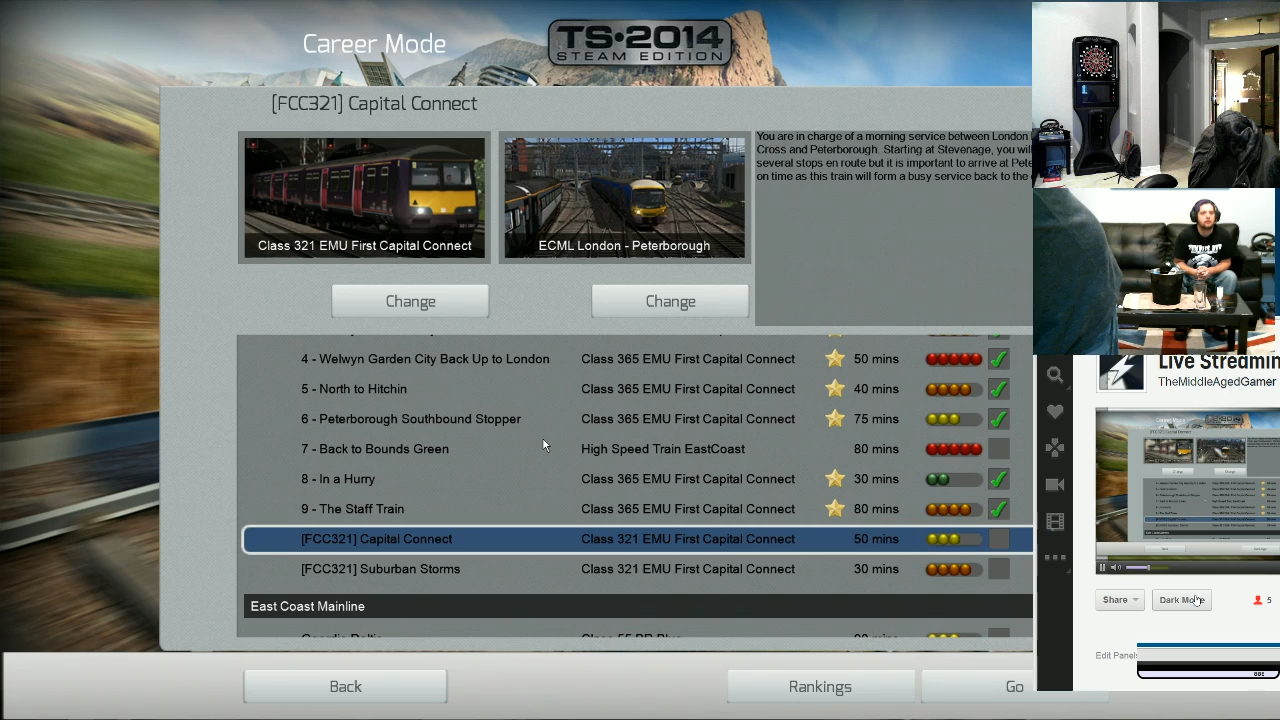 Career Mode
TS•2014
STEAM EDITION
[FCC321] Capital Connect
Class 321 EMU First Capital Connect
ECML London - Peterborough
You are in charge of a morning service between London
Cross and Peterborough. Starting at Stevenage, you wil
several stops en route but it is important to arrive at Pete
on time as this train will form a busy service back to the
Change
Change
4 - Welwyn Garden City Back Up to London Class 365 EMU First Capital Connect 50 mins
5 - North to Hitchin Class 365 EMU First Capital Connect 40 mins
6 - Peterborough Southbound Stopper Class 365 EMU First Capital Connect 75 mins
7 - Back to Bounds Green High Speed Train EastCoast 80 mins
8 - In a Hurry Class 365 EMU First Capital Connect 30 mins
9 - The Staff Train Class 365 EMU First Capital Connect 80 mins
[FCC321] Capital Connect Class 321 EMU First Capital Connect 50 mins
[FCC321] Suburban Storms Class 321 EMU First Capital Connect 30 mins
East Coast Mainline
Back
Rankings
Go
Live Streamin
TheMiddleAgedGamer
Share
Dark Mode
5
Edit Panels